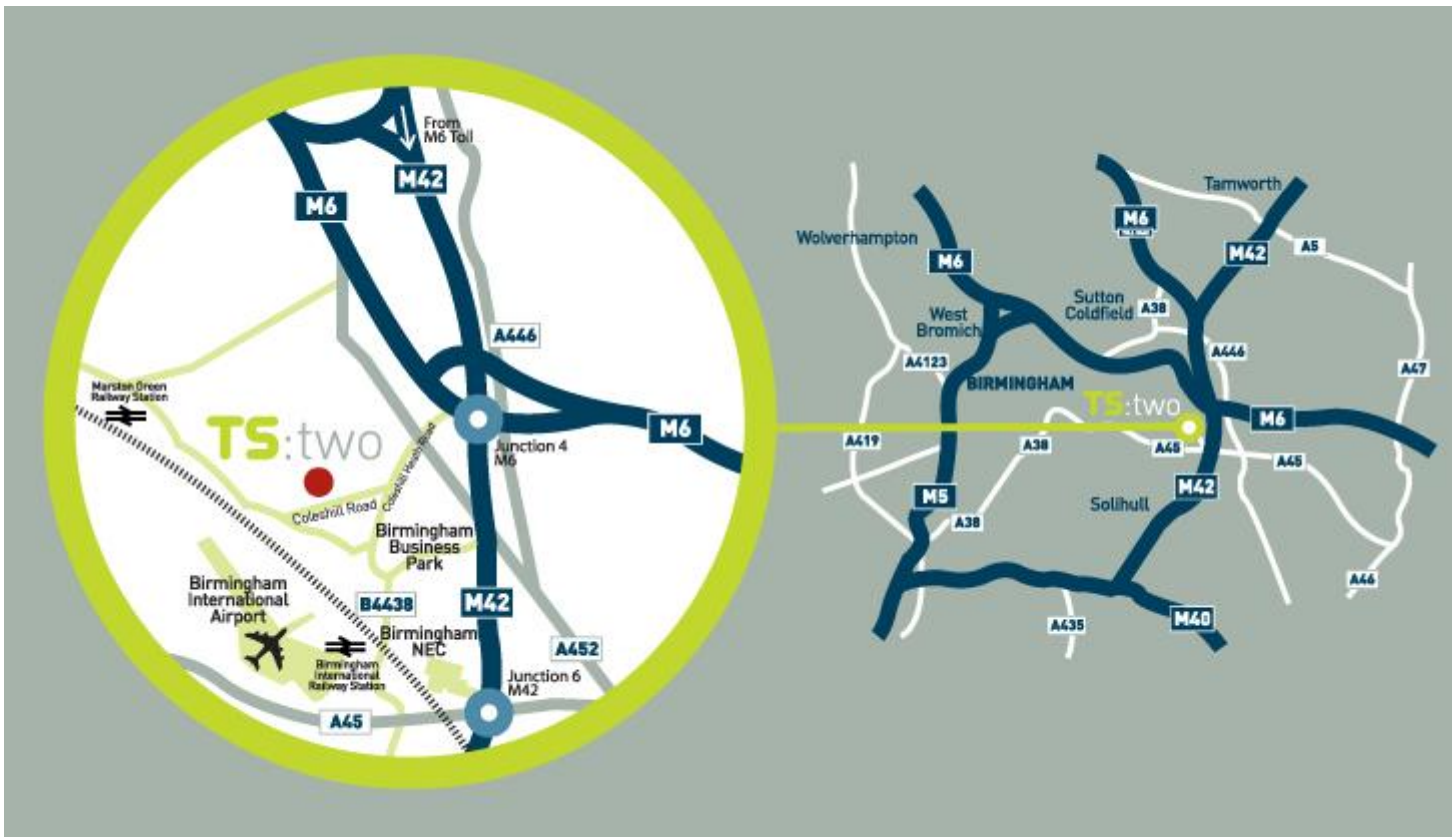 From
M6 Toll
M42
M6
A446
Marston Green
Railway Station
TS:two
Coleshill Heath Road
Junction 4
M6
M6
Coleshill Road
Birmingham
Business
Park
Birmingham
International
Airport
B4438
M42
Birmingham
NEC
A452
Birmingham
International
Railway Station
Junction 6
M42
A45
Tamworth
M6
Wolverhampton
A5
M42
M6
Sutton
Coldfield
A38
West
Bromich
A446
A4123
A47
BIRMINGHAM
TS:two
M6
A419
A38
A45
A45
M42
M5
Solihull
A38
A46
M40
A435